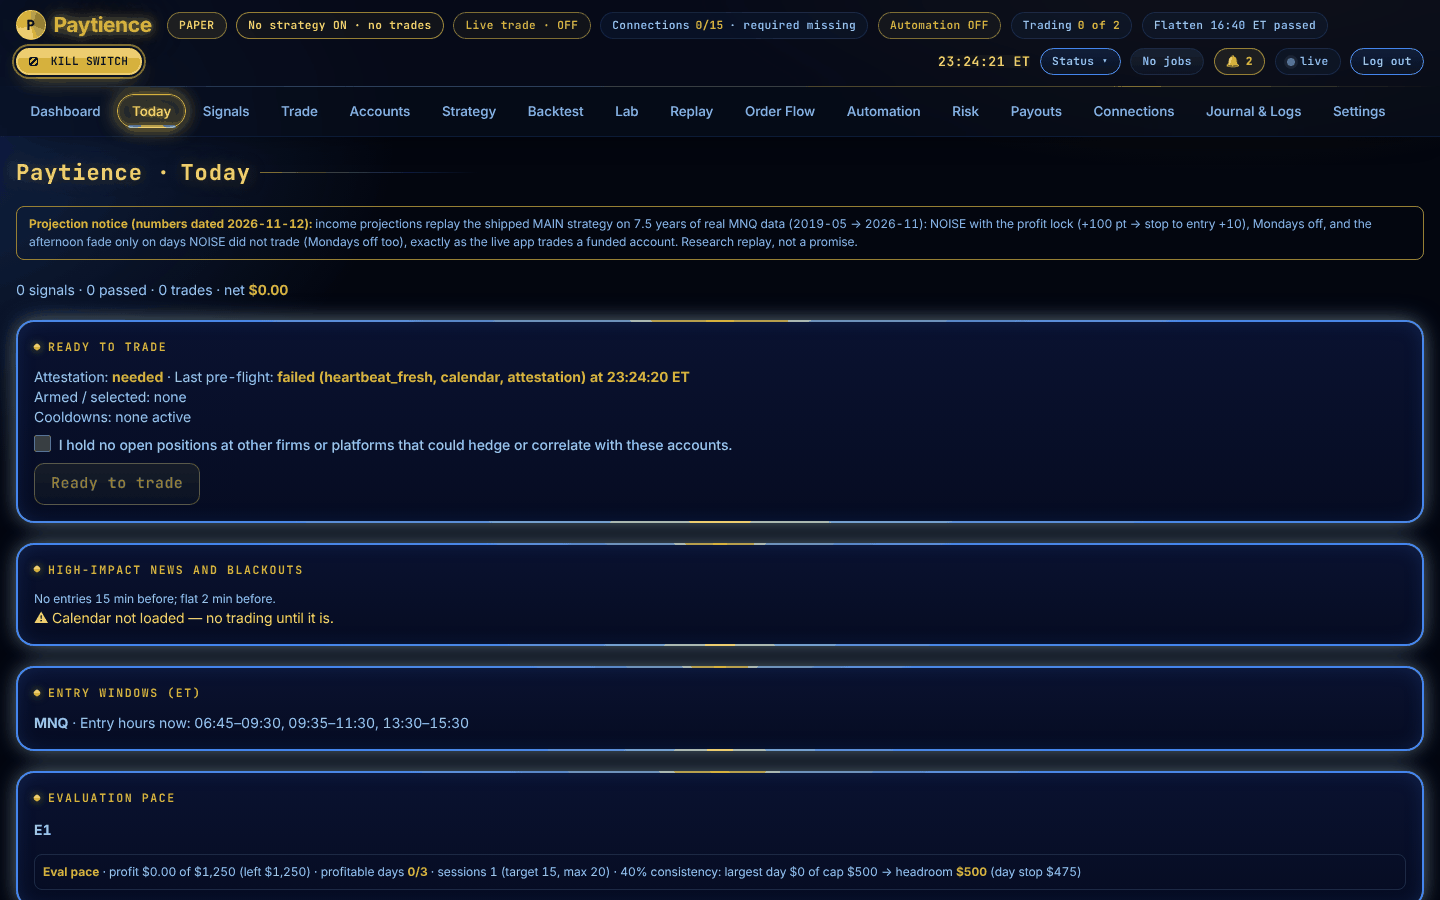 P Paytience
PAPER
No strategy ON · no trades
Live trade · OFF
Connections 0/15 · required missing
Automation OFF
Trading 0 of 2
Flatten 16:40 ET passed
KILL SWITCH
23:24:21 ET
Status
No jobs
🔔 2
live
Log out
Dashboard
Today
Signals
Trade
Accounts
Strategy
Backtest
Lab
Replay
Order Flow
Automation
Risk
Payouts
Connections
Journal & Logs
Settings
Paytience · Today
Projection notice (numbers dated 2026-11-12): income projections replay the shipped MAIN strategy on 7.5 years of real MNQ data (2019-05 → 2026-11): NOISE with the profit lock (+100 pt → stop to entry +10), Mondays off, and the
afternoon fade only on days NOISE did not trade (Mondays off too), exactly as the live app trades a funded account. Research replay, not a promise.
0 signals · 0 passed · 0 trades · net $0.00
READY TO TRADE
Attestation: needed · Last pre-flight: failed (heartbeat_fresh, calendar, attestation) at 23:24:20 ET
Armed / selected: none
Cooldowns: none active
I hold no open positions at other firms or platforms that could hedge or correlate with these accounts.
Ready to trade
HIGH-IMPACT NEWS AND BLACKOUTS
No entries 15 min before; flat 2 min before.
⚠ Calendar not loaded — no trading until it is.
ENTRY WINDOWS (ET)
MNQ · Entry hours now: 06:45–09:30, 09:35–11:30, 13:30–15:30
EVALUATION PACE
E1
Eval pace · profit $0.00 of $1,250 (left $1,250) · profitable days 0/3 · sessions 1 (target 15, max 20) · 40% consistency: largest day $0 of cap $500 → headroom $500 (day stop $475)